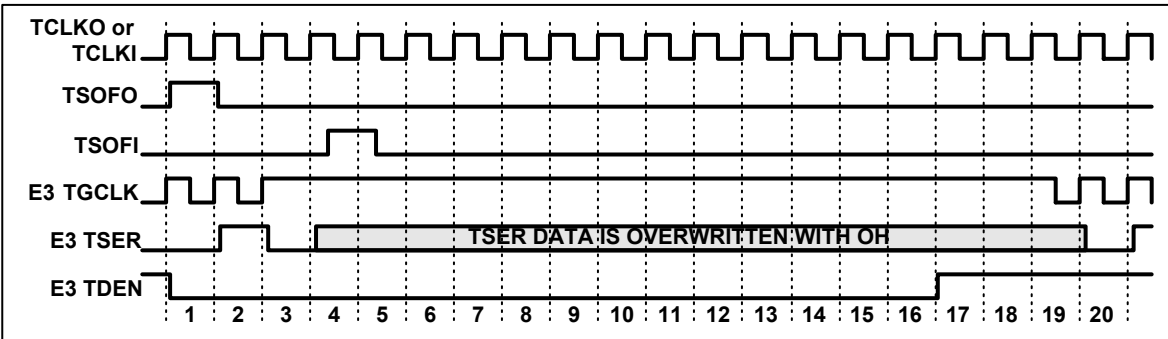 TCLKO or
TCLKI
TSOFO
TSOFI
E3 TGCLK
E3 TSER
TSER DATA IS OVERWRITTEN WITH OH
E3 TDEN
1 2 3 4 5 6 7 8 9 10 11 12 13 14 15 16 17 18 19 20